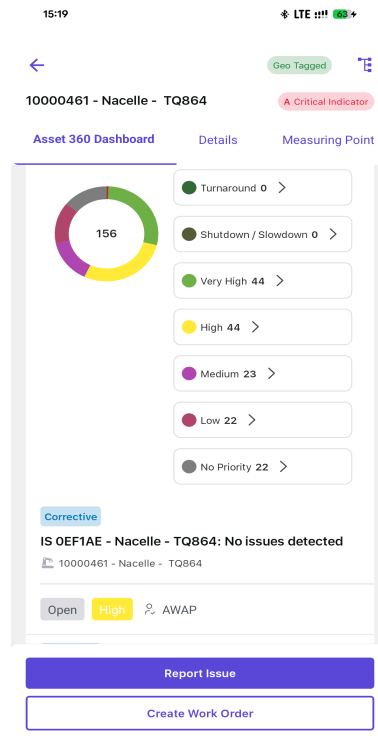 15:19
LTE
63
Geo Tagged
10000461 - Nacelle - TQ864
A Critical Indicator
Asset 360 Dashboard
Details
Measuring Point
156
Turnaround 0
Shutdown / Slowdown 0
Very High 44
High 44
Medium 23
Low 22
No Priority 22
Corrective
IS 0EF1AE - Nacelle - TQ864: No issues detected
10000461 - Nacelle - TQ864
Open
High
AWAP
Report Issue
Create Work Order